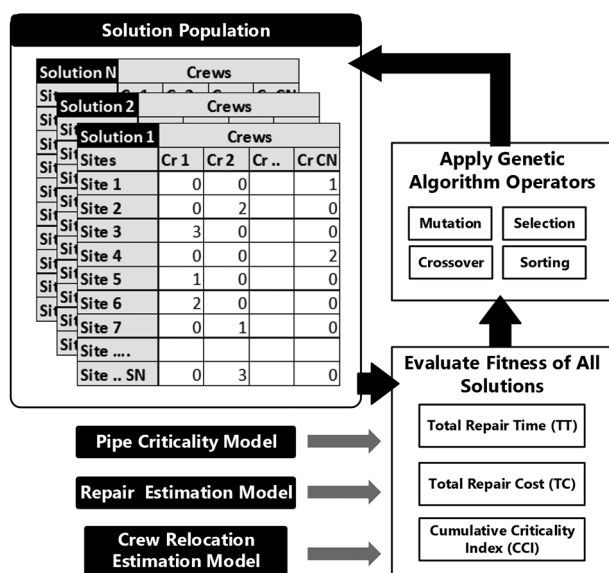 Solution Population
Solution N Crews
Solution 2
Solution 1 Crews
Sites Cr 1 Cr 2 Cr .. Cr CN
Site 1 0 0 1
Site 2 0 2 0
Site 3 3 0 0
Site 4 0 0 2
Site 5 1 0 0
Site 6 2 0 0
Site 7 0 1 0
Site ....
Site .. SN 0 3 0
Apply Genetic
Algorithm Operators
Mutation Selection
Crossover Sorting
Evaluate Fitness of All
Solutions
Total Repair Time (TT)
Total Repair Cost (TC)
Cumulative Criticality
Index (CCI)
Pipe Criticality Model
Repair Estimation Model
Crew Relocation
Estimation Model